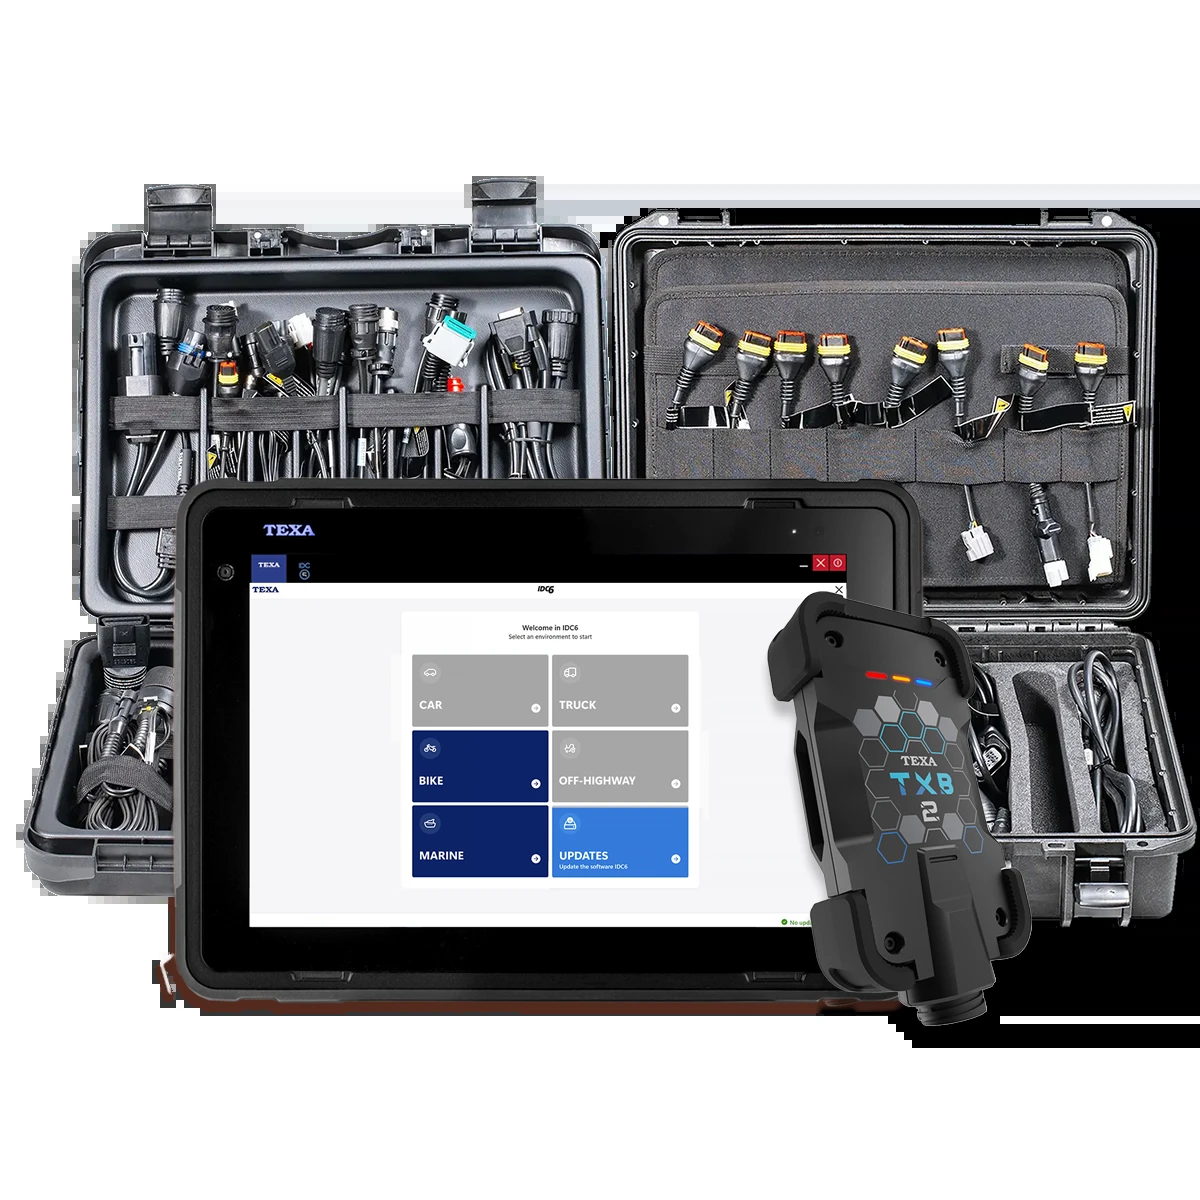 TEXA
TEXA
IDC
TEXA
IDC6
Welcome in IDC6
Select an environment to start
CAR
TRUCK
BIKE
OFF-HIGHWAY
MARINE
UPDATES
Update the software IDC6
No upd
TEXA
TXB
2